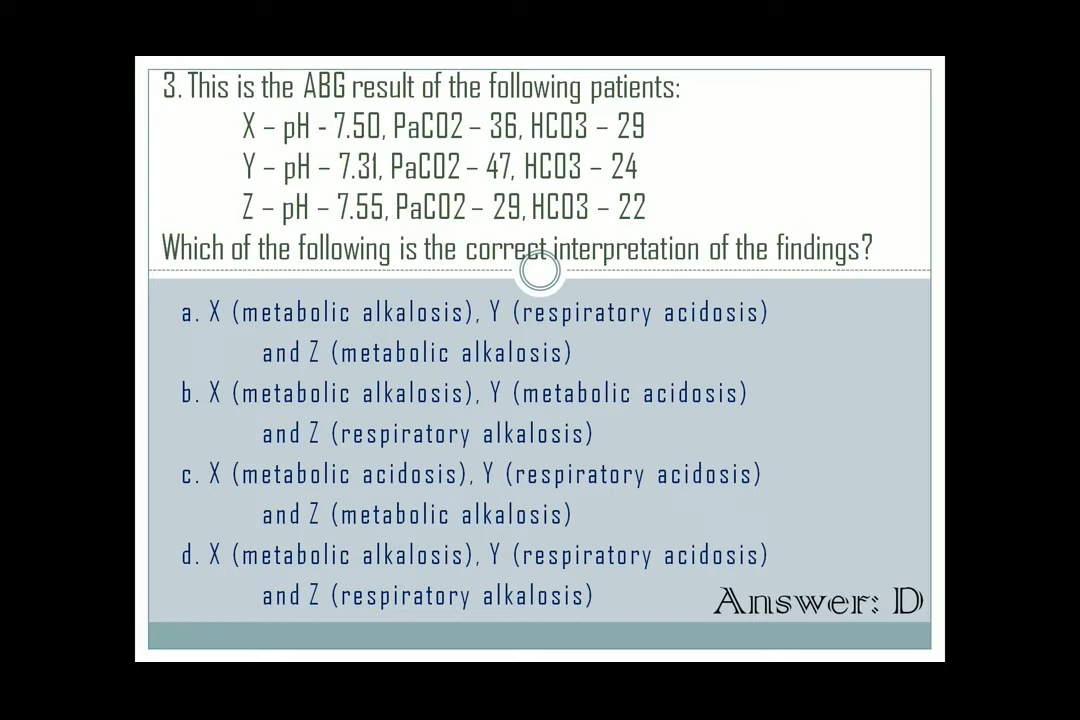 3. This is the ABG result of the following patients:
X – pH - 7.50, PaCO2 – 36, HCO3 – 29
Y – pH – 7.31, PaCO2 – 47, HCO3 – 24
Z – pH – 7.55, PaCO2 – 29, HCO3 – 22
Which of the following is the correct interpretation of the findings?
a. X (metabolic alkalosis), Y (respiratory acidosis)
and Z (metabolic alkalosis)
b. X (metabolic alkalosis), Y (metabolic acidosis)
and Z (respiratory alkalosis)
c. X (metabolic acidosis), Y (respiratory acidosis)
and Z (metabolic alkalosis)
d. X (metabolic alkalosis), Y (respiratory acidosis)
and Z (respiratory alkalosis)
Answer: D